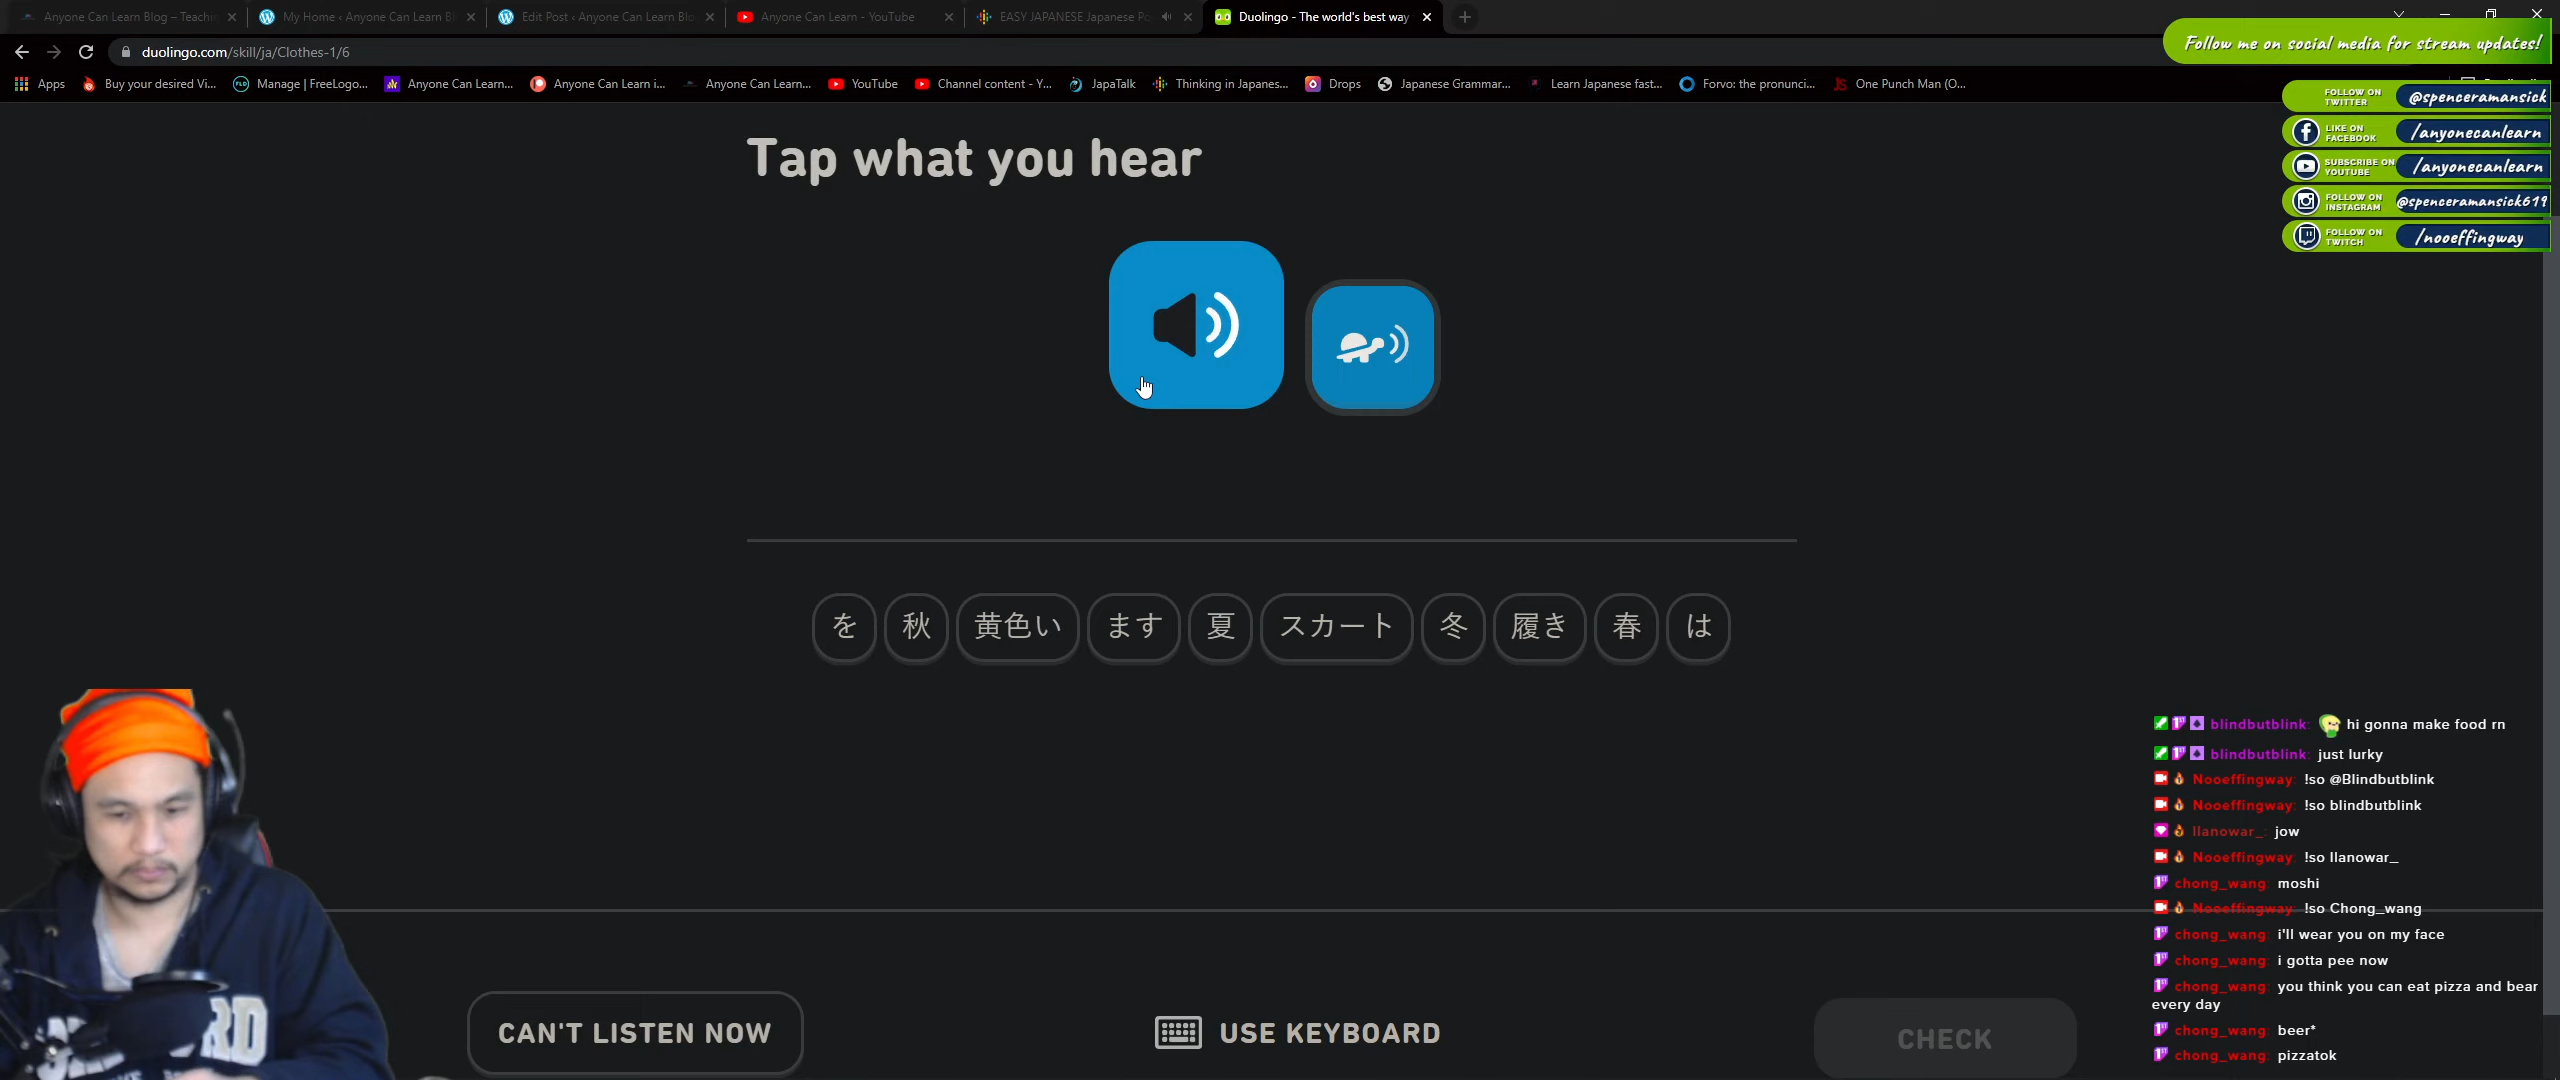 Anyone Can Learn Blog – Teachin
My Home ‹ Anyone Can Learn Bl
Edit Post ‹ Anyone Can Learn Blo
Anyone Can Learn - YouTube
EASY JAPANESE Japanese Po
Duolingo - The world's best way
duolingo.com/skill/ja/Clothes-1/6
Apps
Buy your desired Vi...
Manage | FreeLogo...
Anyone Can Learn...
Anyone Can Learn i...
Anyone Can Learn...
YouTube
Channel content - Y...
JapaTalk
Thinking in Japanes...
Drops
Japanese Grammar...
Learn Japanese fast...
Forvo: the pronunci...
One Punch Man (O...
Follow me on social media for stream updates!
FOLLOW ON TWITTER @spenceramansick
LIKE ON FACEBOOK /anyonecanlearn
SUBSCRIBE ON YOUTUBE /anyonecanlearn
FOLLOW ON INSTAGRAM @spenceramansick619
FOLLOW ON TWITCH /nooeffingway
Tap what you hear
を 秋 黄色い ます 夏 スカート 冬 履き 春 は
blindbutblink: hi gonna make food rn
blindbutblink: just lurky
Nooeffingway: !so @Blindbutblink
Nooeffingway: !so blindbutblink
llanowar_: jow
Nooeffingway: !so llanowar_
chong_wang: moshi
Nooeffingway: !so Chong_wang
chong_wang: i'll wear you on my face
chong_wang: i gotta pee now
chong_wang: you think you can eat pizza and bear
every day
chong_wang: beer*
chong_wang: pizzatok
CAN'T LISTEN NOW
USE KEYBOARD
CHECK